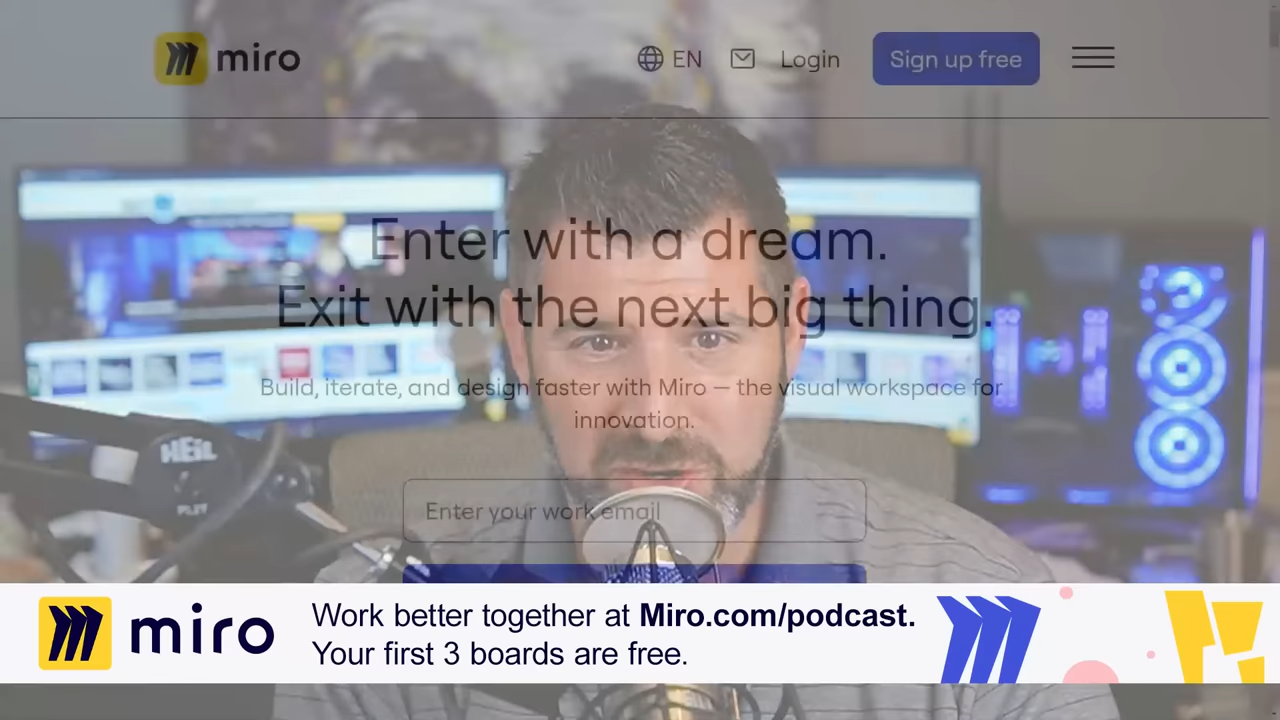 miro
EN
Login
Sign up free
Enter with a dream.
Exit with the next big thing.
Build, iterate, and design faster with Miro — the visual workspace for
innovation.
Enter your work email
HEIL
miro
Work better together at Miro.com/podcast.
Your first 3 boards are free.